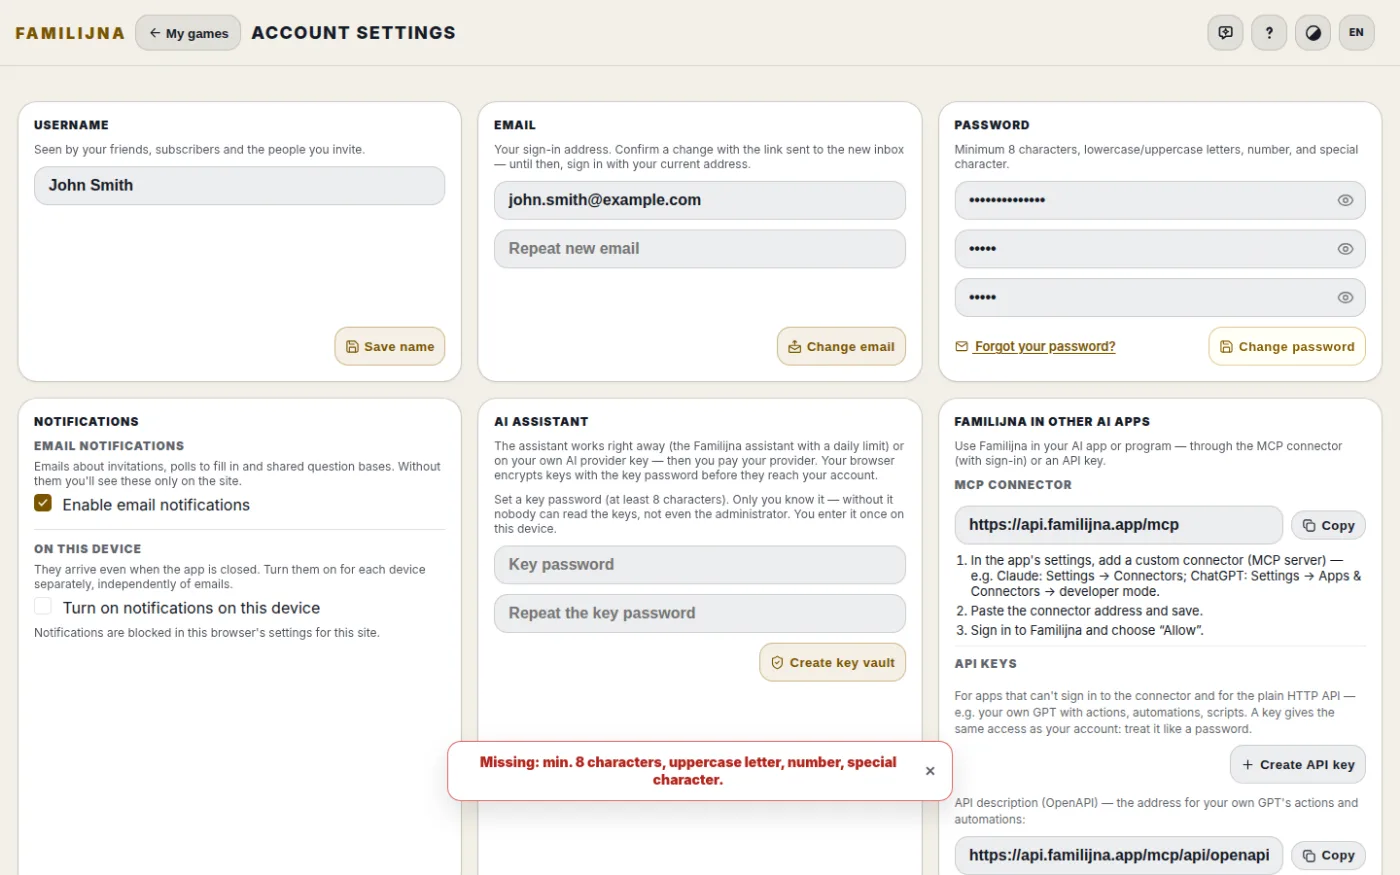 FAMILIJNA
← My games
ACCOUNT SETTINGS
?
EN
USERNAME
Seen by your friends, subscribers and the people you invite.
John Smith
Save name
EMAIL
Your sign-in address. Confirm a change with the link sent to the new inbox
— until then, sign in with your current address.
john.smith@example.com
Repeat new email
Change email
PASSWORD
Minimum 8 characters, lowercase/uppercase letters, number, and special
character.
••••••••••••••
•••••
•••••
Forgot your password?
Change password
NOTIFICATIONS
EMAIL NOTIFICATIONS
Emails about invitations, polls to fill in and shared question bases. Without
them you'll see these only on the site.
Enable email notifications
ON THIS DEVICE
They arrive even when the app is closed. Turn them on for each device
separately, independently of emails.
Turn on notifications on this device
Notifications are blocked in this browser's settings for this site.
AI ASSISTANT
The assistant works right away (the Familijna assistant with a daily limit) or
on your own AI provider key — then you pay your provider. Your browser
encrypts keys with the key password before they reach your account.
Set a key password (at least 8 characters). Only you know it — without it
nobody can read the keys, not even the administrator. You enter it once on
this device.
Key password
Repeat the key password
Create key vault
FAMILIJNA IN OTHER AI APPS
Use Familijna in your AI app or program — through the MCP connector
(with sign-in) or an API key.
MCP CONNECTOR
https://api.familijna.app/mcp
Copy
1. In the app's settings, add a custom connector (MCP server) —
e.g. Claude: Settings → Connectors; ChatGPT: Settings → Apps &
Connectors → developer mode.
2. Paste the connector address and save.
3. Sign in to Familijna and choose “Allow”.
API KEYS
For apps that can't sign in to the connector and for the plain HTTP API —
e.g. your own GPT with actions, automations, scripts. A key gives the
same access as your account: treat it like a password.
+ Create API key
API description (OpenAPI) — the address for your own GPT's actions and
automations:
https://api.familijna.app/mcp/api/openapi
Copy
Missing: min. 8 characters, uppercase letter, number, special
character.
×